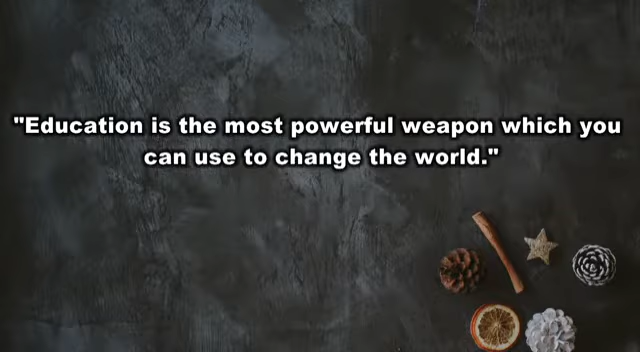 "Education is the most powerful weapon which you
can use to change the world."